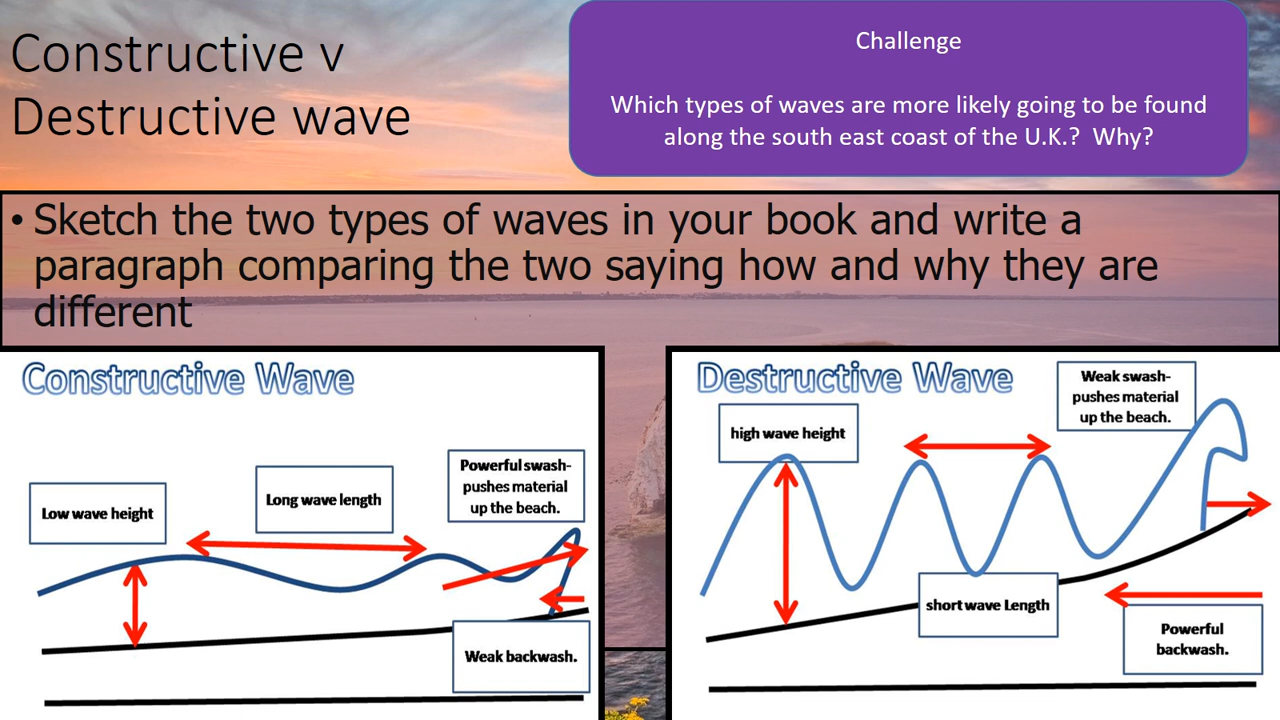 Constructive v
Destructive wave
Challenge
Which types of waves are more likely going to be found
along the south east coast of the U.K.? Why?
• Sketch the two types of waves in your book and write a
paragraph comparing the two saying how and why they are
different
Constructive Wave
Low wave height
Long wave length
Powerful swash-
pushes material
up the beach.
Weak backwash.
Destructive Wave
high wave height
Weak swash-
pushes material
up the beach.
short wave Length
Powerful
backwash.